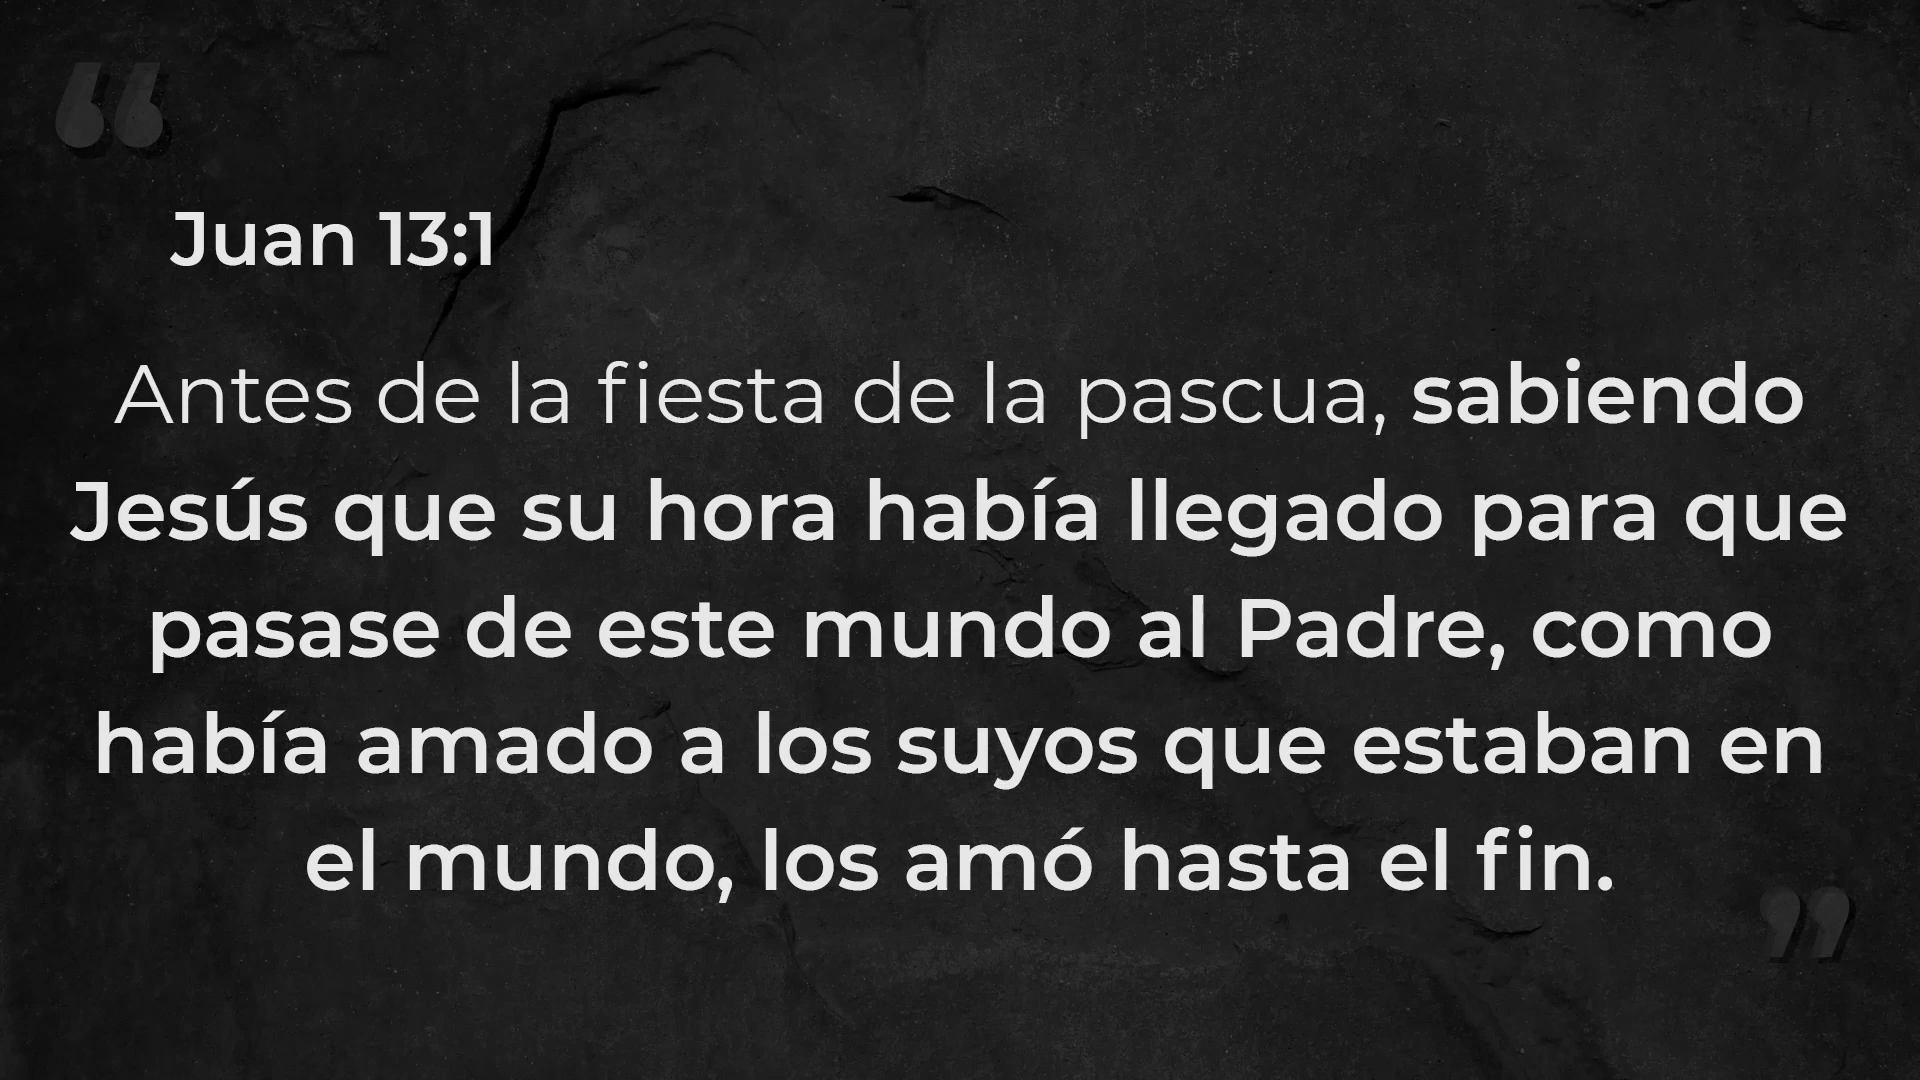 “
Juan 13:1
Antes de la fiesta de la pascua, sabiendo
Jesús que su hora había llegado para que
pasase de este mundo al Padre, como
había amado a los suyos que estaban en
el mundo, los amó hasta el fin.
”